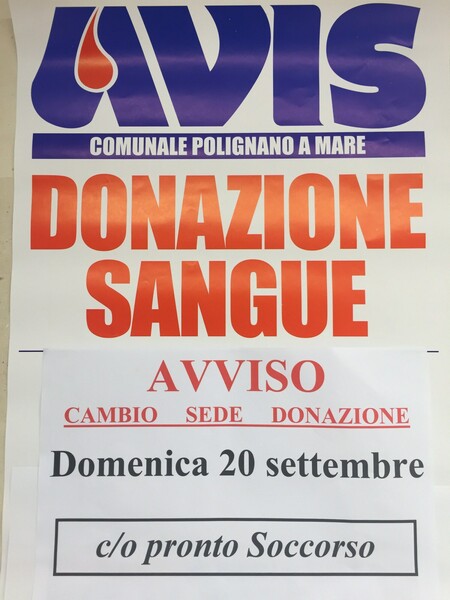 AVIS
COMUNALE POLIGNANO A MARE
DONAZIONE
SANGUE
AVVISO
CAMBIO SEDE DONAZIONE
Domenica 20 settembre
c/o pronto Soccorso